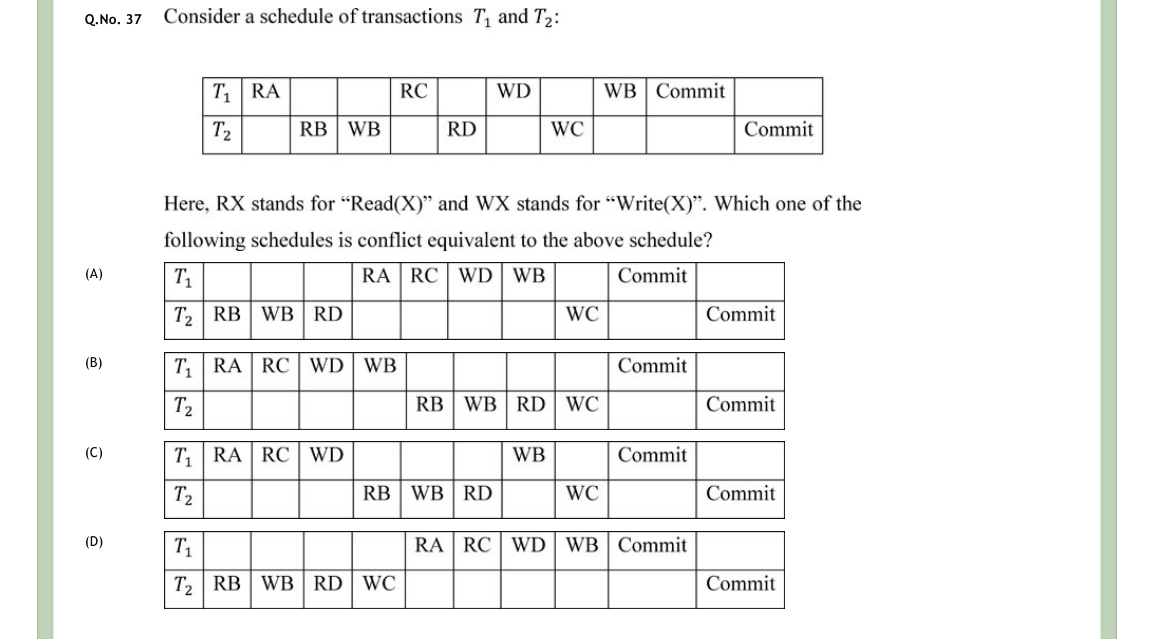 Q.No. 37 Consider a schedule of transactions T₁ and T₂:
T₁ RA RC WD WB Commit
T₂ RB WB RD WC Commit
Here, RX stands for “Read(X)” and WX stands for “Write(X)”. Which one of the
following schedules is conflict equivalent to the above schedule?
(A)
T₁ RA RC WD WB Commit
T₂ RB WB RD WC Commit
(B)
T₁ RA RC WD WB Commit
T₂ RB WB RD WC Commit
(C)
T₁ RA RC WD WB Commit
T₂ RB WB RD WC Commit
(D)
T₁ RA RC WD WB Commit
T₂ RB WB RD WC Commit